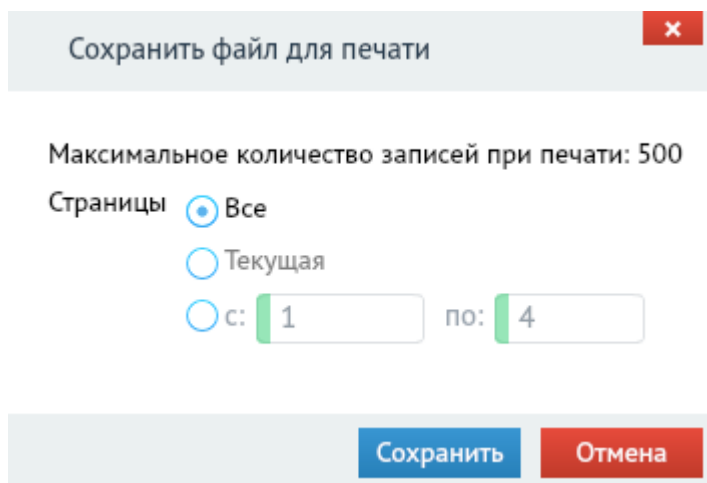 Сохранить файл для печати
Максимальное количество записей при печати: 500
Страницы Все
Текущая
с: 1 по: 4
Сохранить Отмена